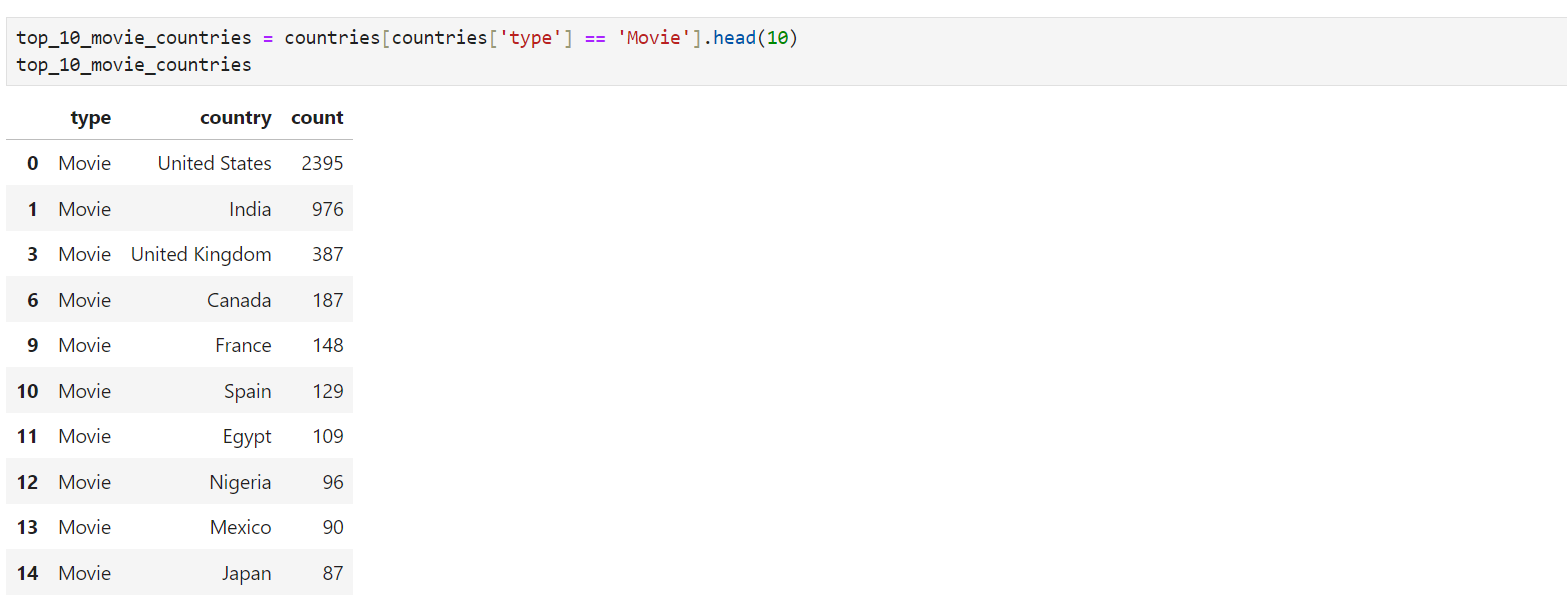 top_10_movie_countries = countries[countries['type'] == 'Movie'].head(10)
top_10_movie_countries
type country count
0 Movie United States 2395
1 Movie India 976
3 Movie United Kingdom 387
6 Movie Canada 187
9 Movie France 148
10 Movie Spain 129
11 Movie Egypt 109
12 Movie Nigeria 96
13 Movie Mexico 90
14 Movie Japan 87